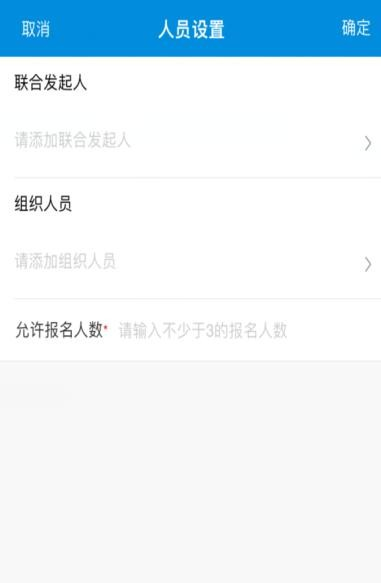 取消 人员设置 确定
联合发起人
请添加联合发起人
组织人员
请添加组织人员
允许报名人数* 请输入不少于3的报名人数